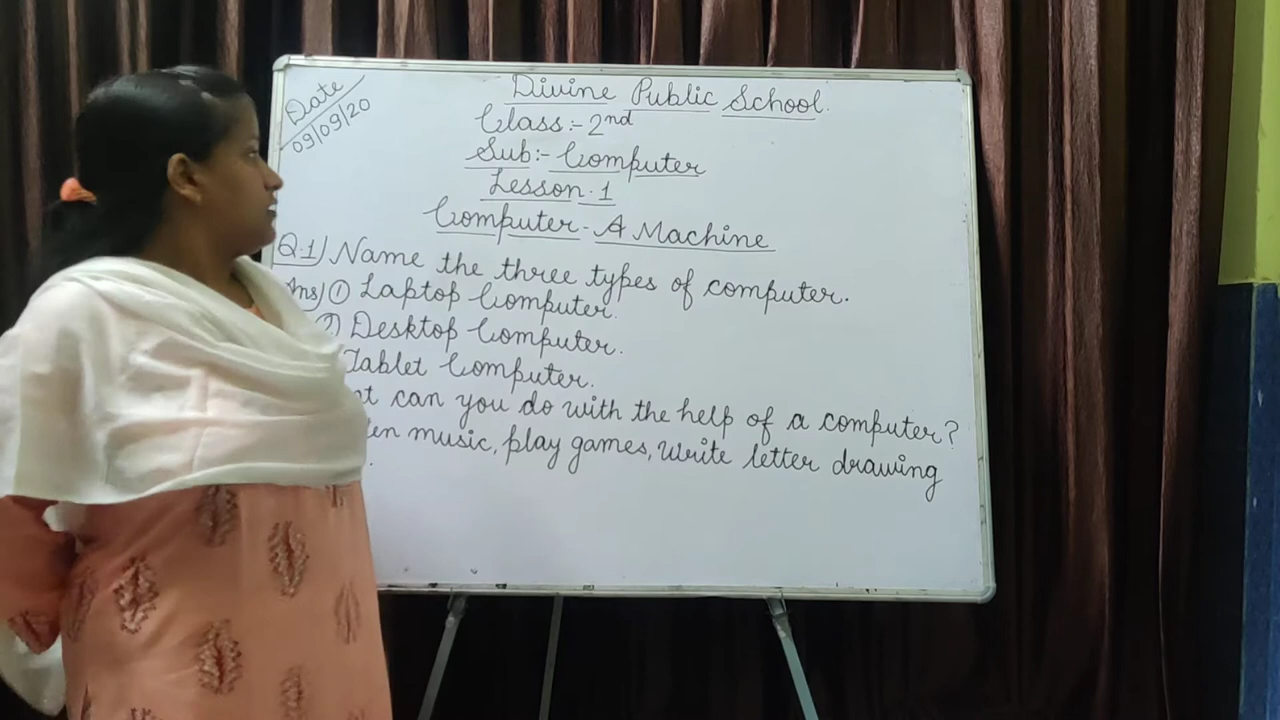 Date
09/09/20
Divine Public School.
Class:- 2nd
Sub:- Computer
Lesson. 1
Computer - A Machine
Q.1) Name the three types of computer.
Ans) ① Laptop Computer.
2) Desktop Computer.
Tablet Computer.
can you do with the help of a computer?
music, play games, write letter drawing